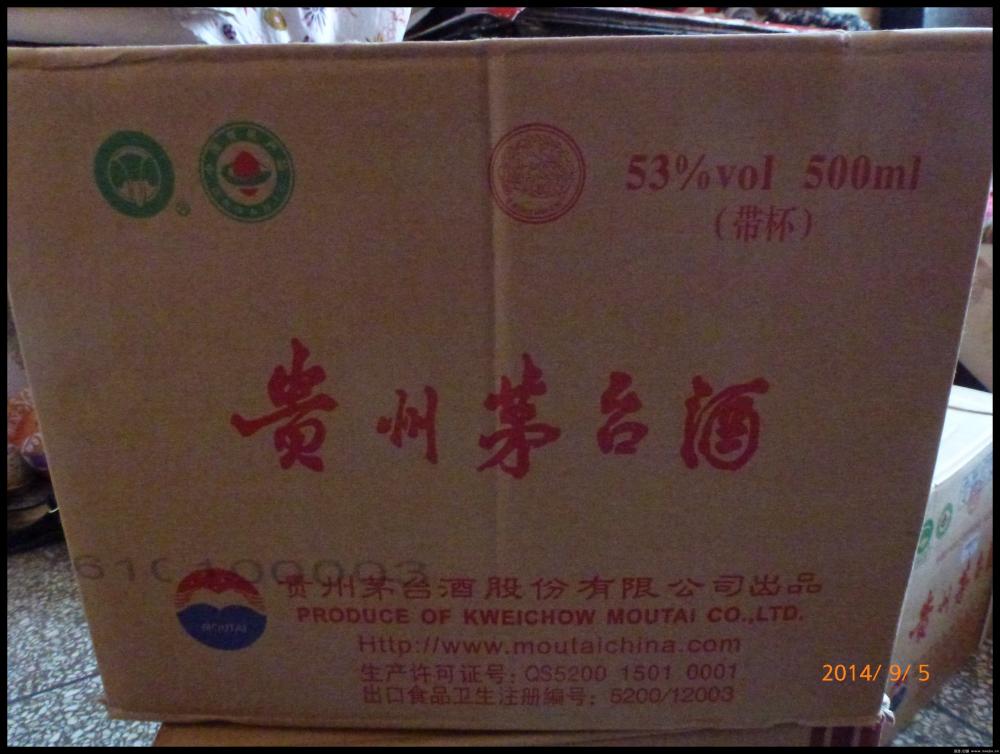 53%vol 500ml
(带杯)
贵州茅台酒
贵州茅台酒股份有限公司出品
PRODUCE OF KWEICHOW MOUTAI CO.,LTD.
MOUTAI
Http://www.moutaichina.com
生产许可证号: QS5200 1501 0001
出口食品卫生注册编号: 5200/12003
2014/ 9/ 5